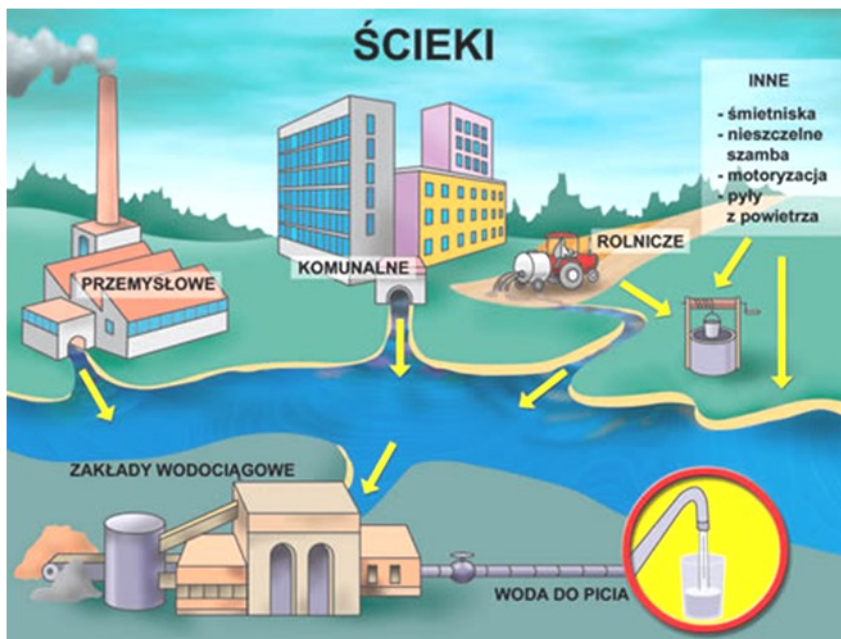 ŚCIEKI
INNE
- śmietniska
- nieszczelne
szamba
- motoryzacja
- pyły
z powietrza
ROLNICZE
KOMUNALNE
PRZEMYSŁOWE
ZAKŁADY WODOCIĄGOWE
WODA DO PICIA